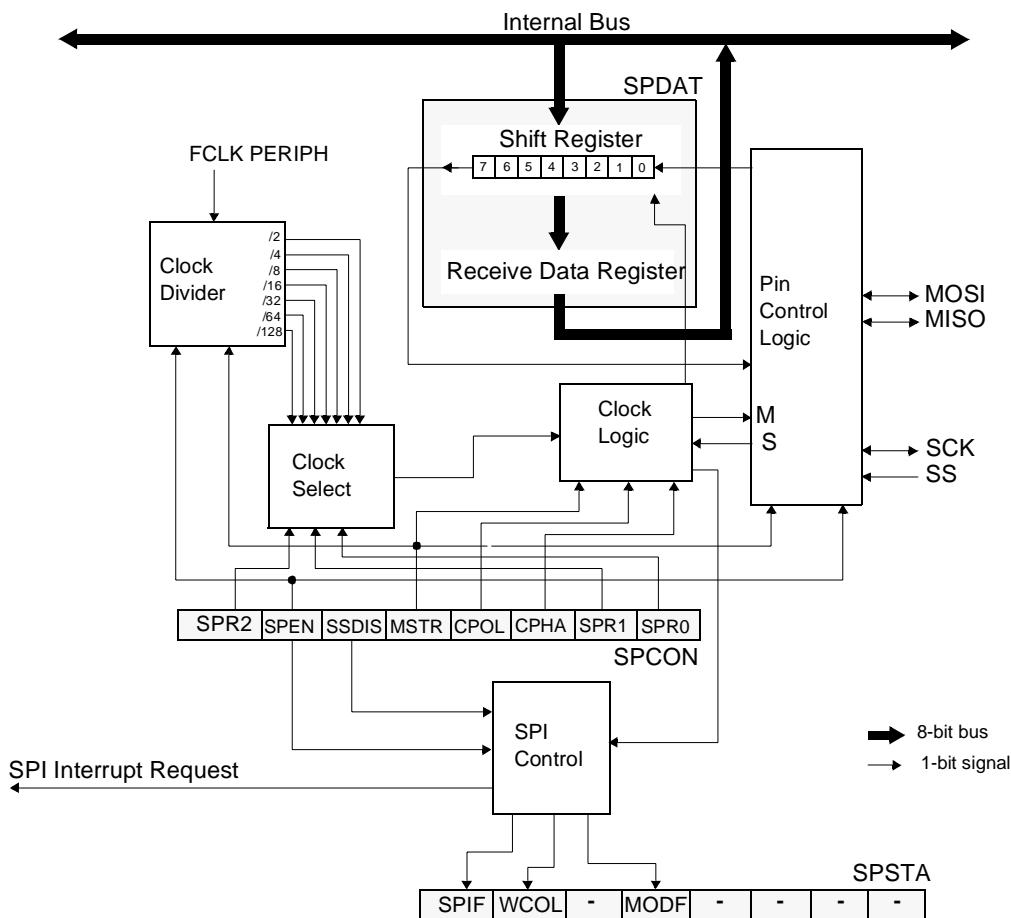 Internal Bus
SPDAT
Shift Register
7 6 5 4 3 2 1 0
FCLK PERIPH
Clock
Divider
/2
/4
/8
/16
/32
/64
/128
Receive Data Register
Pin
Control
Logic
MOSI
MISO
Clock
Logic
M
S
SCK
SS
Clock
Select
SPR2 SPEN SSDIS MSTR CPOL CPHA SPR1 SPR0
SPCON
SPI
Control
8-bit bus
1-bit signal
SPI Interrupt Request
SPSTA
SPIF WCOL - MODF - - - -